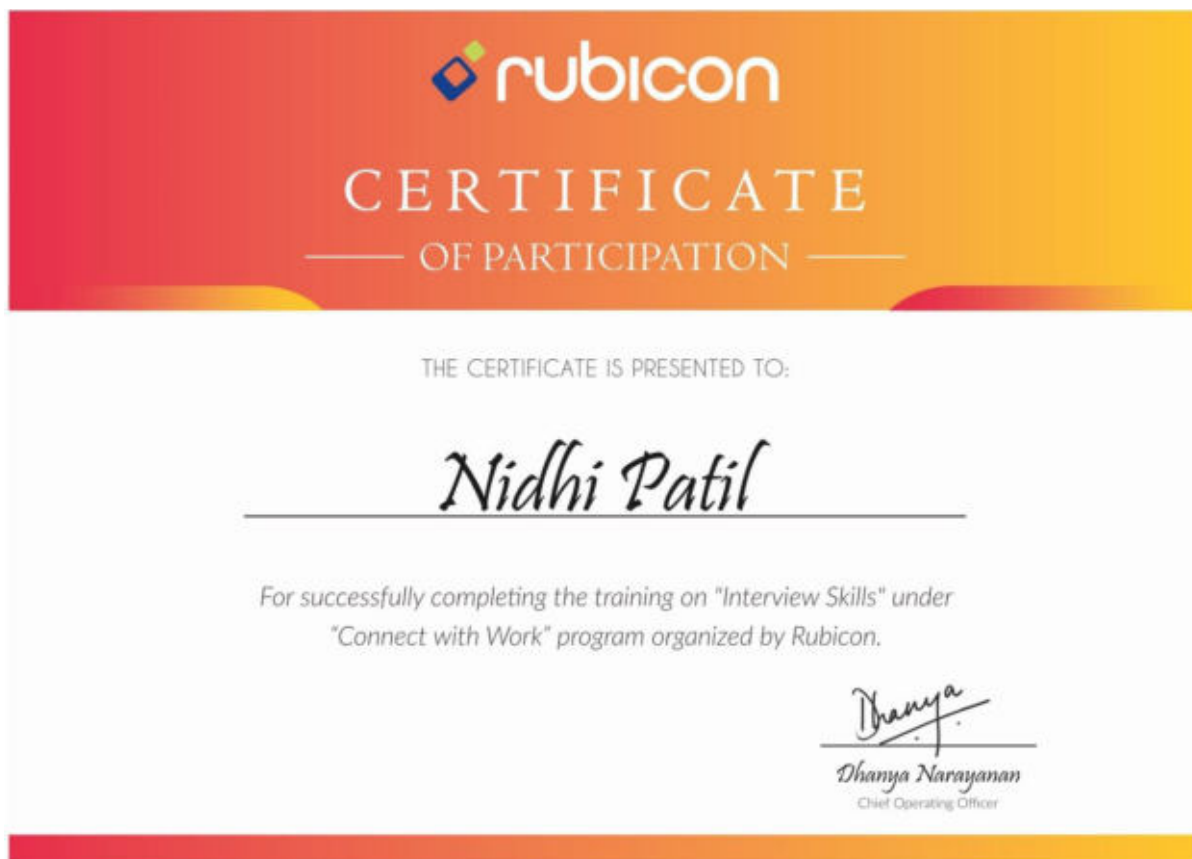 rubicon
CERTIFICATE
OF PARTICIPATION
THE CERTIFICATE IS PRESENTED TO:
Nidhi Patil
For successfully completing the training on "Interview Skills" under
"Connect with Work" program organized by Rubicon.
Dhanya
Dhanya Narayanan
Chief Operating Officer